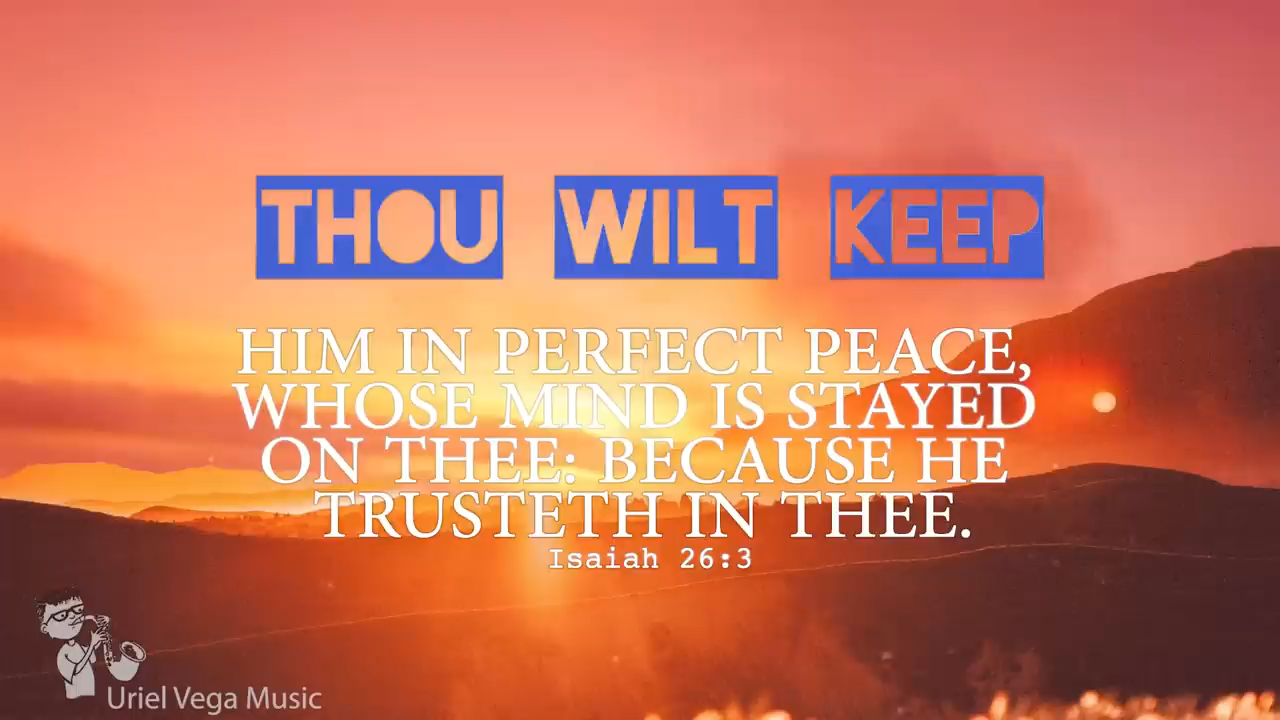 THOU WILT KEEP
HIM IN PERFECT PEACE,
WHOSE MIND IS STAYED
ON THEE: BECAUSE HE
TRUSTETH IN THEE.
Isaiah 26:3
Uriel Vega Music